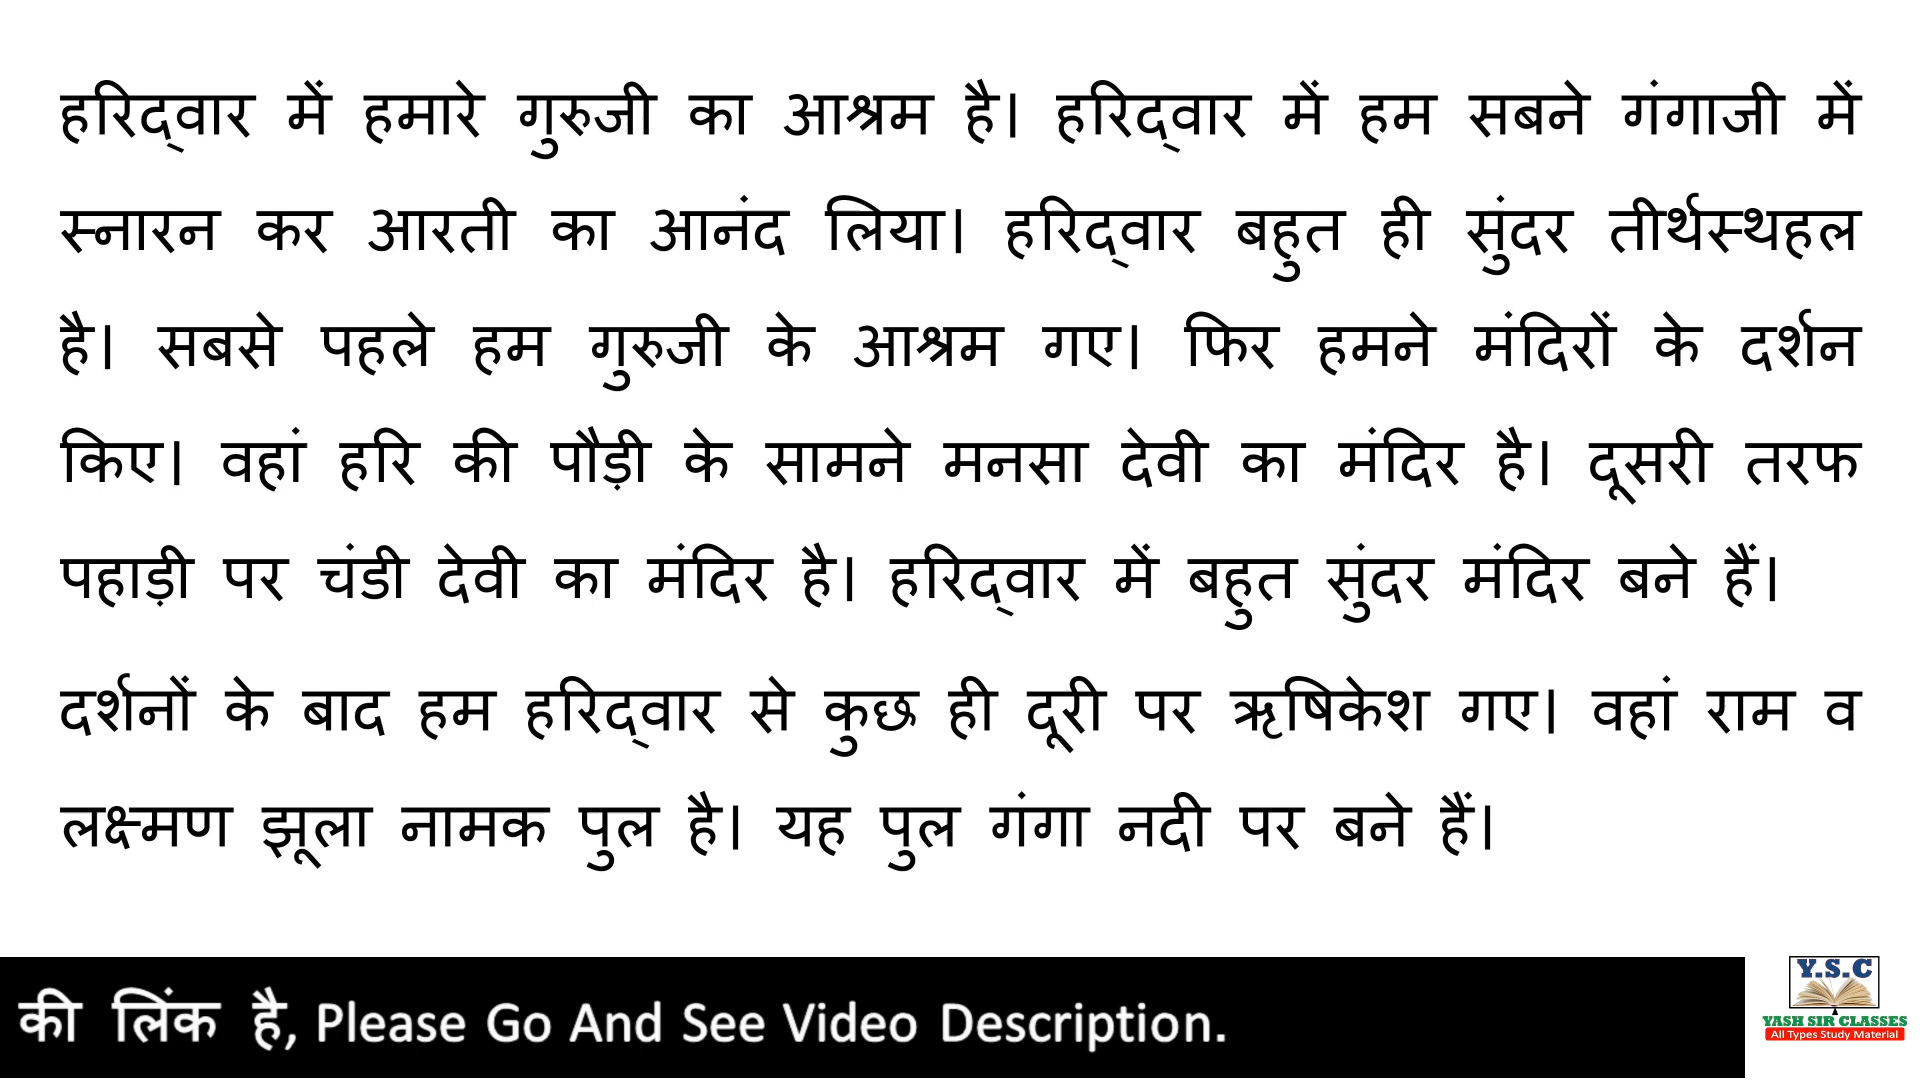 हरिद्‌वार में हमारे गुरुजी का आश्रम है। हरिद्‌वार में हम सबने गंगाजी में
स्नारन कर आरती का आनंद लिया। हरिद्‌वार बहुत ही सुंदर तीर्थस्थहल
है। सबसे पहले हम गुरुजी के आश्रम गए। फिर हमने मंदिरों के दर्शन
किए। वहां हरि की पौड़ी के सामने मनसा देवी का मंदिर है। दूसरी तरफ
पहाड़ी पर चंडी देवी का मंदिर है। हरिद्‌वार में बहुत सुंदर मंदिर बने हैं।
दर्शनों के बाद हम हरिद्‌वार से कुछ ही दूरी पर ऋषिकेश गए। वहां राम व
लक्ष्मण झूला नामक पुल है। यह पुल गंगा नदी पर बने हैं।
की लिंक है, Please Go And See Video Description.
Y.S.C
YASH SIR CLASSES
All Types Study Material